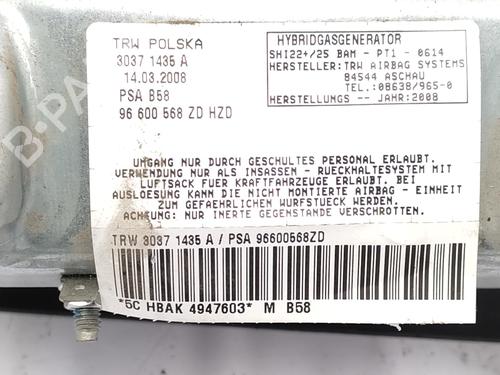 TRW POLSKA
3037 1435 A
14.03.2008
PSA B58
96 600 568 ZD HZD
HYBRIDGASGENERATOR
SHI22+/25 BAM - PT1 - 0614
HERSTELLER: TRW AIRBAG SYSTEMS
84544 ASCHAU
TEL.: 08638/965-0
JAHR: 2008
UMGANG NUR DURCH GESCHULTES PERSONAL ERLAUBT.
VERWENDUNG NUR ALS INSASSEN - RUECKHALTESYSTEM MIT
LUFTSACK FUER KRAFTFAHRZEUGE ERLAUBT. BEI
AUSLOESUNG KANN DIE NICHT MONTIERTE AIRBAG - EINHEIT
ZUM GEFAEHRLICHEN WURFSTUECK WERDEN.
ACHTUNG: NUR INERTE GEGENSTAENDE VORSCHALTEN.
TRW 3037 1435 A / PSA 96600568ZD
*5C HBAK 4947603* M B58